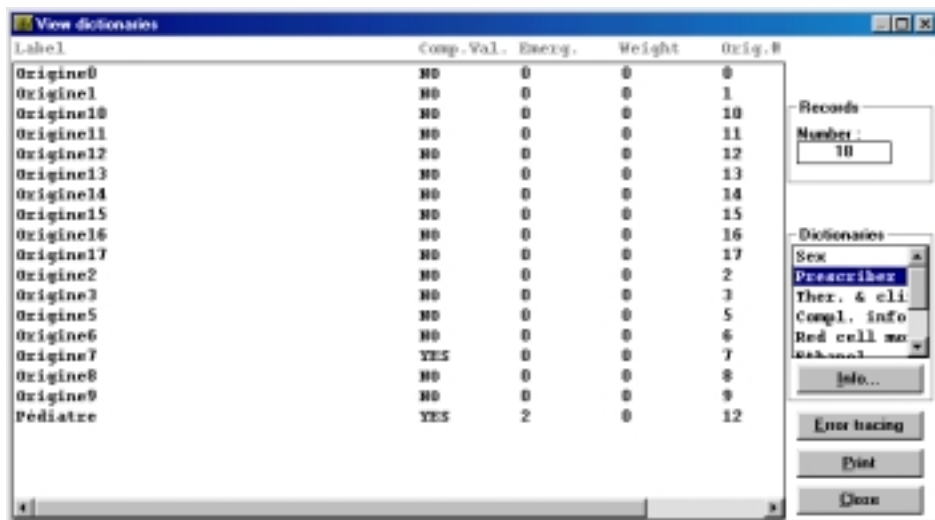 View dictionaries
Label Comp.Val. Emerg. Weight Orig.#
Origine0 NO 0 0 0
Origine1 NO 0 0 1
Origine10 NO 0 0 10
Origine11 NO 0 0 11
Origine12 NO 0 0 12
Origine13 NO 0 0 13
Origine14 NO 0 0 14
Origine15 NO 0 0 15
Origine16 NO 0 0 16
Origine17 NO 0 0 17
Origine2 NO 0 0 2
Origine3 NO 0 0 3
Origine5 NO 0 0 5
Origine6 NO 0 0 6
Origine7 YES 0 0 7
Origine8 NO 0 0 8
Origine9 NO 0 0 9
Pédiatre YES 2 0 12
Records
Number :
18
Dictionaries
Sex
Prescriber
Ther. & cli
Compl. info
Red cell mo
Ethanol
Info...
Error tracing
Print
Close